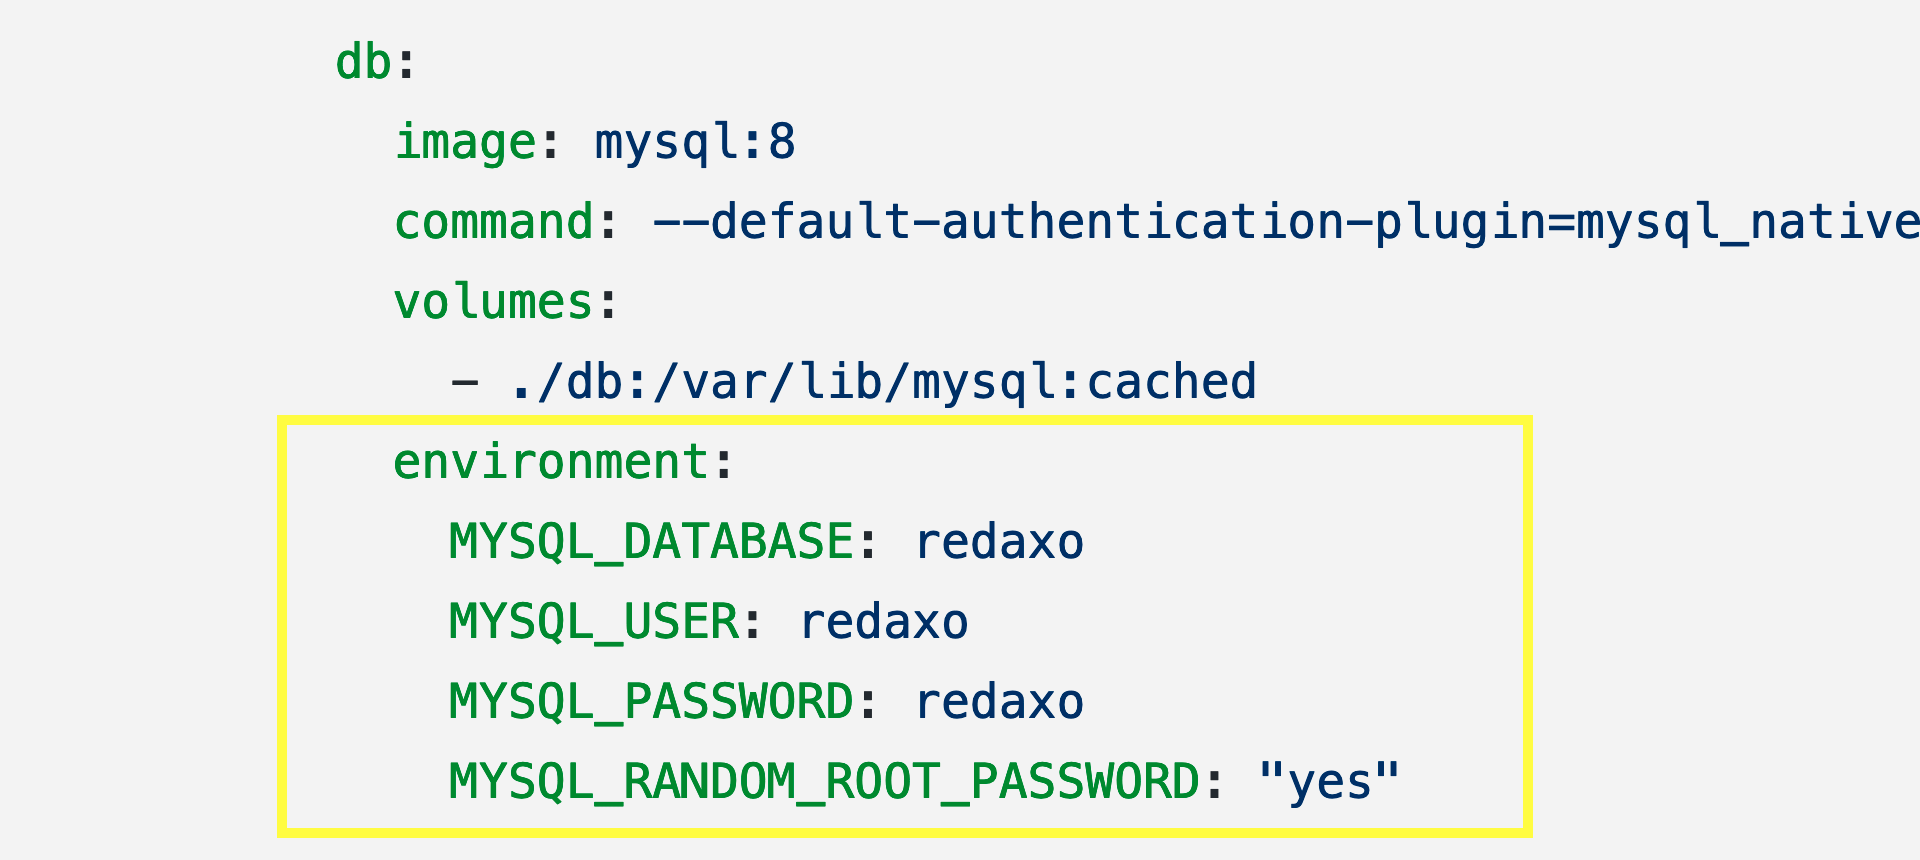 db:
image: mysql:8
command: --default-authentication-plugin=mysql_native
volumes:
- ./db:/var/lib/mysql:cached
environment:
MYSQL_DATABASE: redaxo
MYSQL_USER: redaxo
MYSQL_PASSWORD: redaxo
MYSQL_RANDOM_ROOT_PASSWORD: "yes"